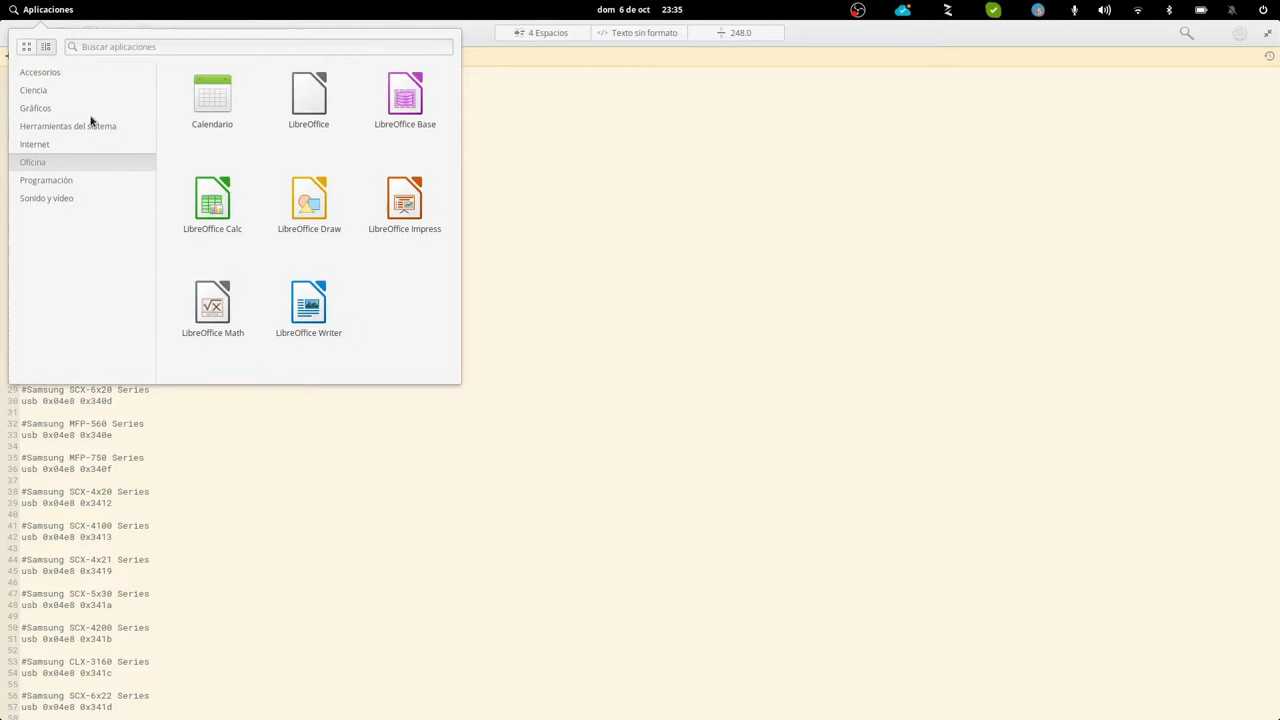 Aplicaciones
dom 6 de oct 23:35
4 Espacios
</> Texto sin formato
248.0
Buscar aplicaciones
Accesorios
Ciencia
Gráficos
Herramientas del sistema
Internet
Oficina
Programación
Sonido y vídeo
Calendario
LibreOffice
LibreOffice Base
LibreOffice Calc
LibreOffice Draw
LibreOffice Impress
LibreOffice Math
LibreOffice Writer
29 #Samsung SCX-6x20 Series
30 usb 0x04e8 0x340d
31
32 #Samsung MFP-560 Series
33 usb 0x04e8 0x340e
34
35 #Samsung MFP-750 Series
36 usb 0x04e8 0x340f
37
38 #Samsung SCX-4x20 Series
39 usb 0x04e8 0x3412
40
41 #Samsung SCX-4100 Series
42 usb 0x04e8 0x3413
43
44 #Samsung SCX-4x21 Series
45 usb 0x04e8 0x3419
46
47 #Samsung SCX-5x30 Series
48 usb 0x04e8 0x341a
49
50 #Samsung SCX-4200 Series
51 usb 0x04e8 0x341b
52
53 #Samsung CLX-3160 Series
54 usb 0x04e8 0x341c
55
56 #Samsung SCX-6x22 Series
57 usb 0x04e8 0x341d
58